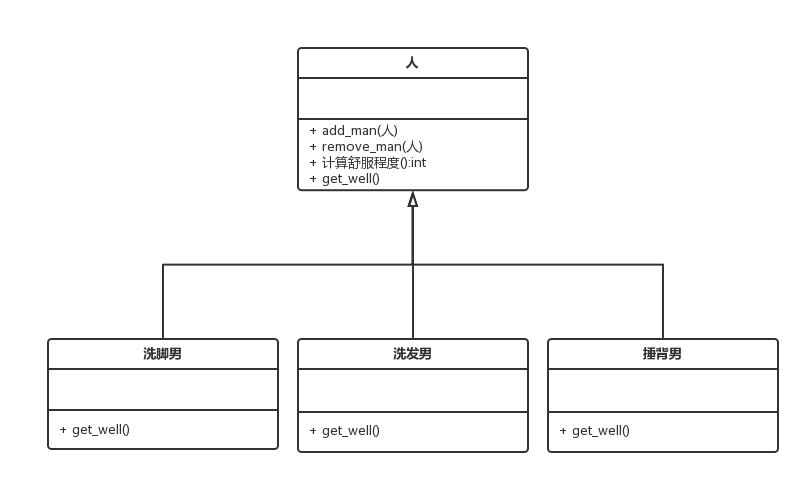 人
+ add_man(人)
+ remove_man(人)
+ 计算舒服程度():int
+ get_well()
洗脚男
+ get_well()
洗发男
+ get_well()
捶背男
+ get_well()